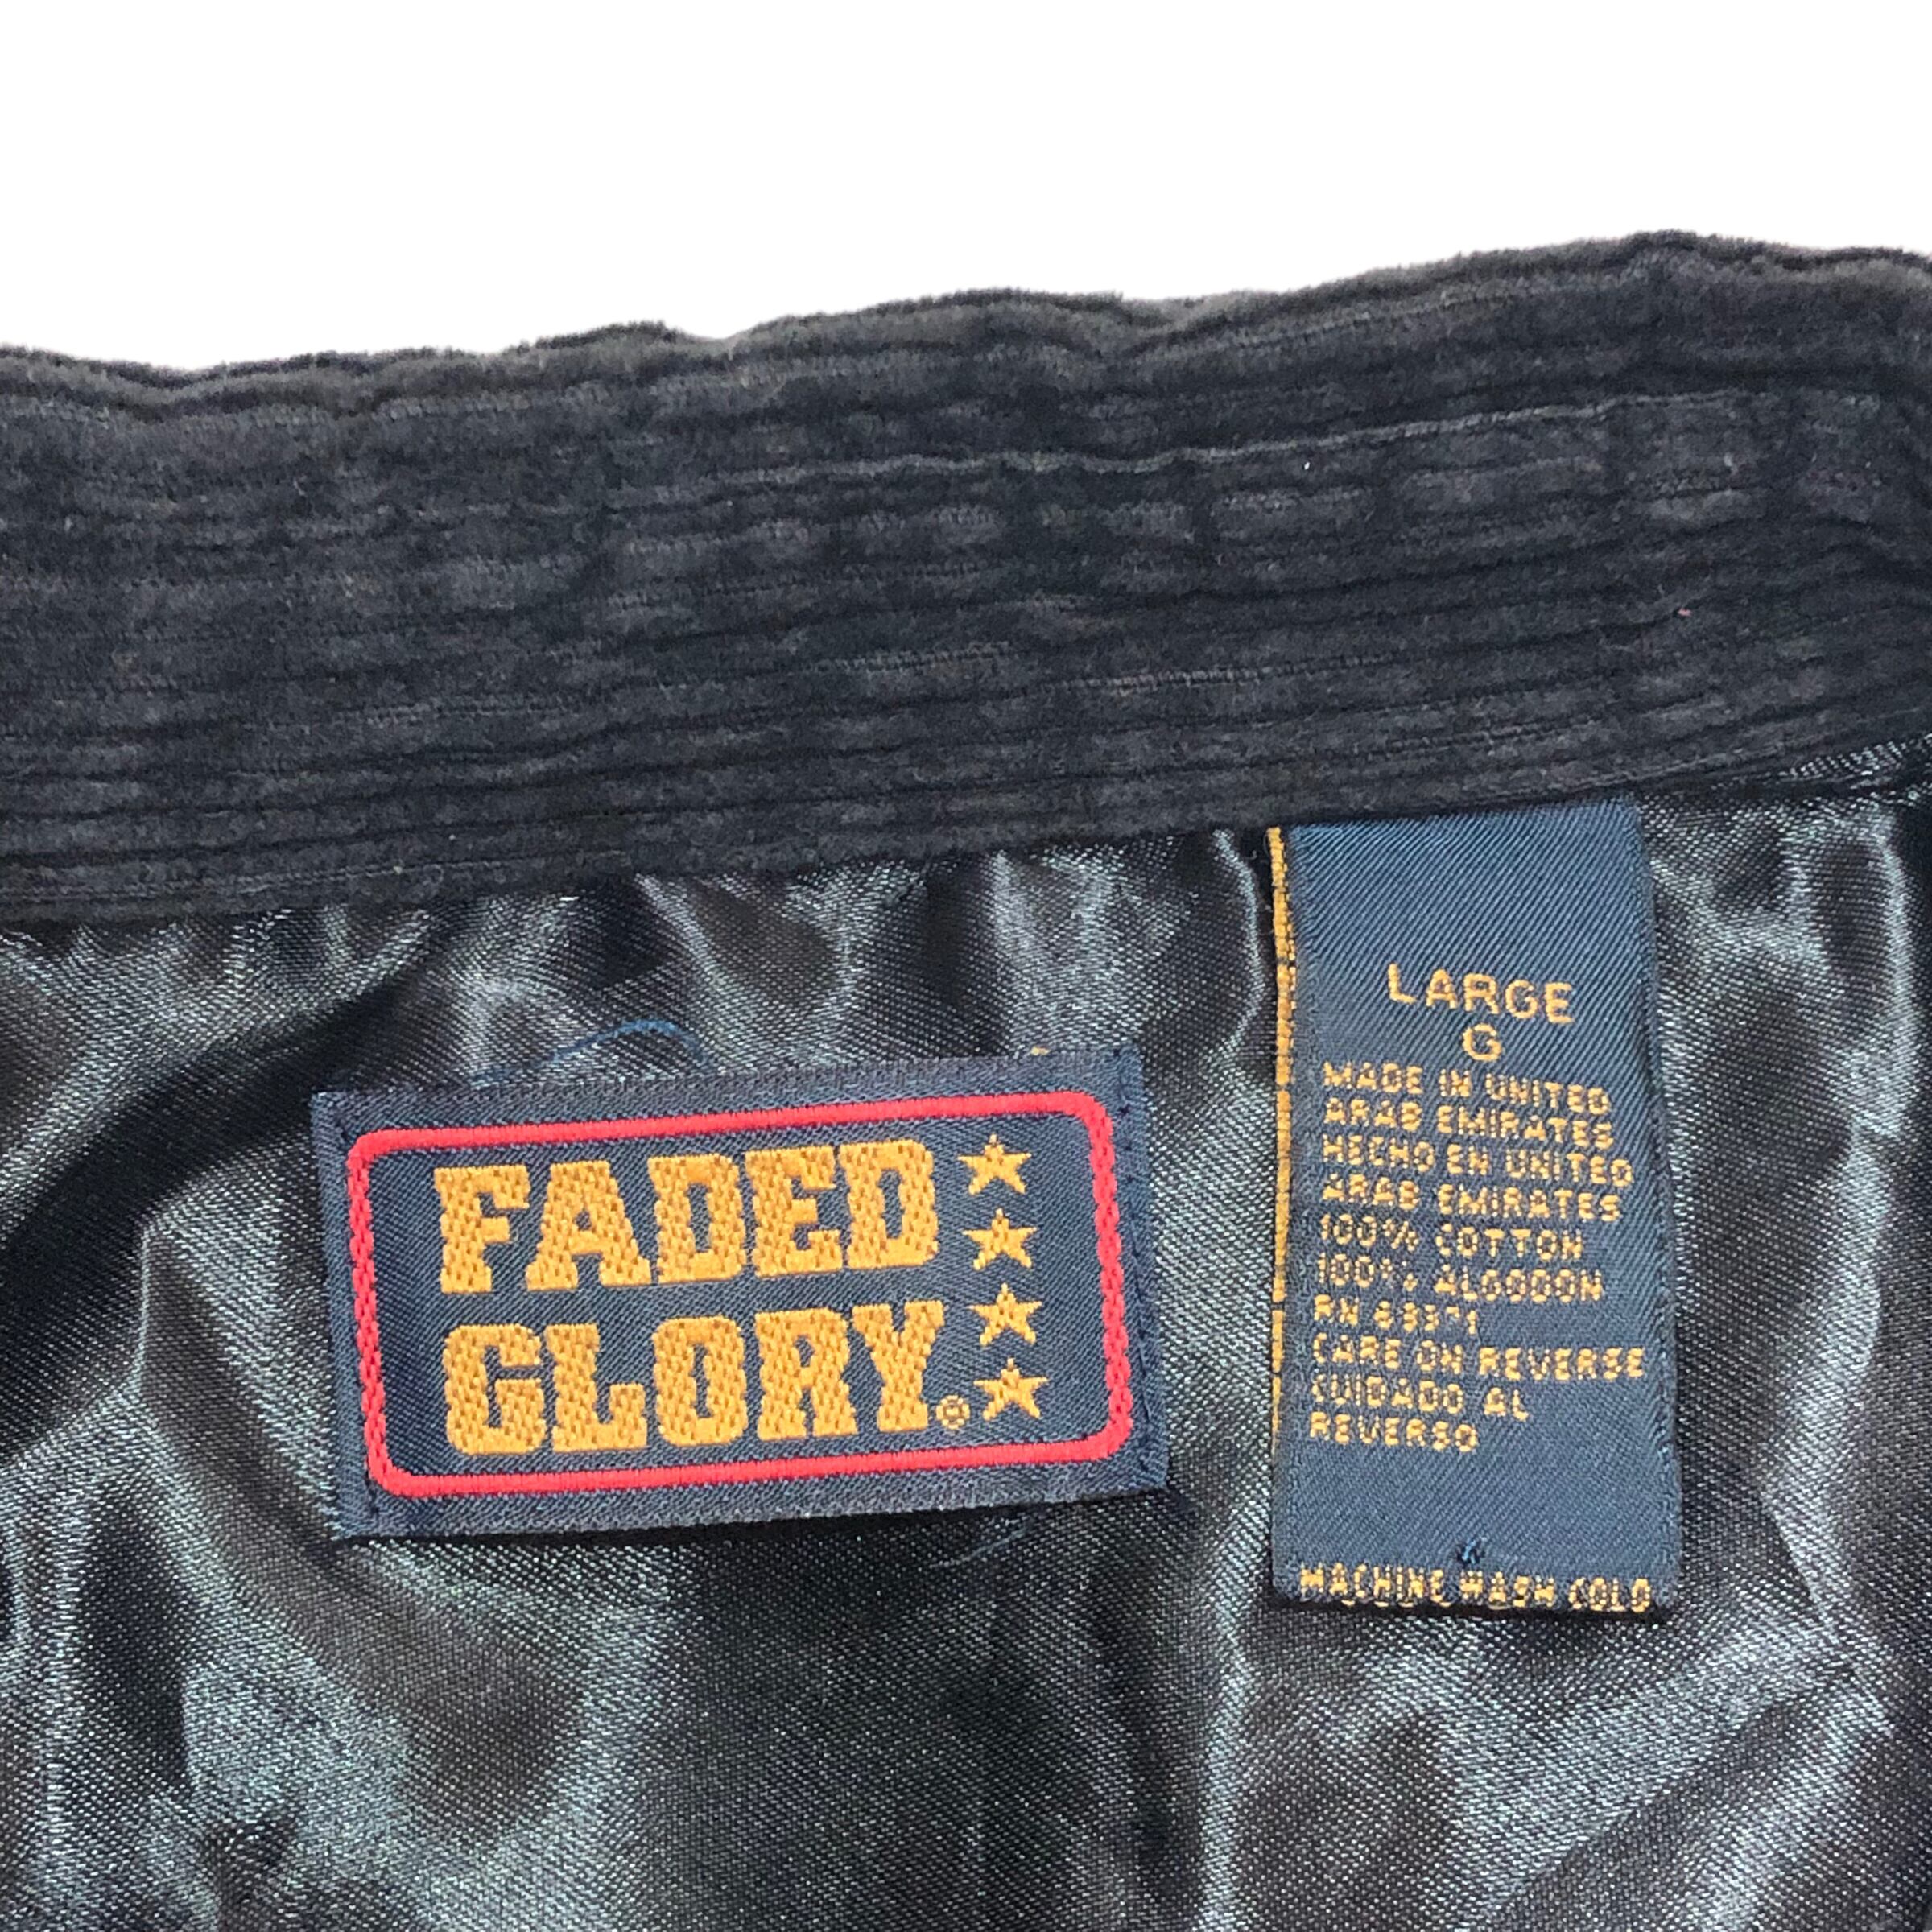 FADED
GLORY®
LARGE
G
MADE IN UNITED
ARAB EMIRATES
HECHO EN UNITED
ARAB EMIRATES
100% COTTON
100% ALGODON
RN
CARE ON REVERSE
CUIDADO AL
REVERSO
MACHINE WASH COLD